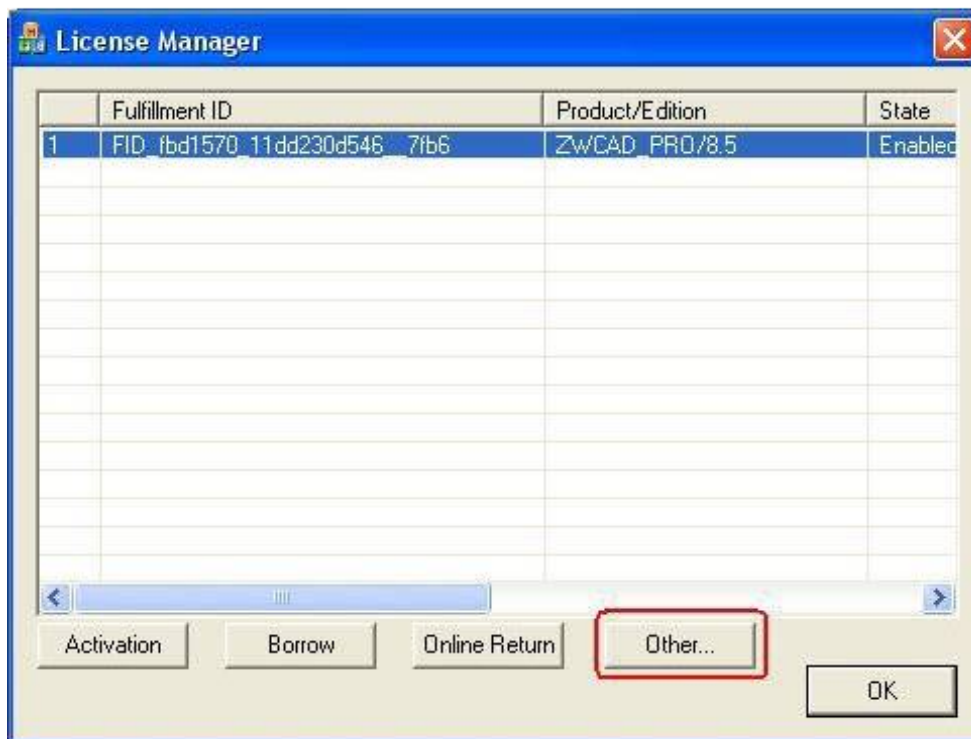 License Manager
Fulfillment ID Product/Edition State
1 FID_fbd1570_11dd230d546__7fb6 ZWCAD_PRO/8.5 Enabled
Activation Borrow Online Return Other...
OK